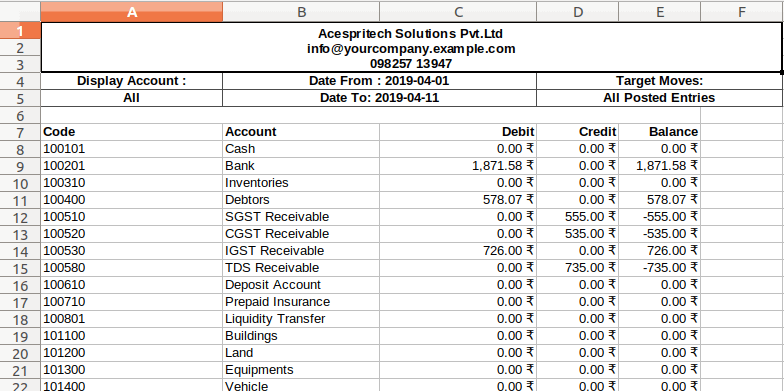 A B C D E F
1 Acespritech Solutions Pvt.Ltd
2 info@yourcompany.example.com
3 098257 13947
4 Display Account : Date From : 2019-04-01 Target Moves:
5 All Date To: 2019-04-11 All Posted Entries
6
7 Code Account Debit Credit Balance
8 100101 Cash 0.00 ₹ 0.00 ₹ 0.00 ₹
9 100201 Bank 1,871.58 ₹ 0.00 ₹ 1,871.58 ₹
10 100310 Inventories 0.00 ₹ 0.00 ₹ 0.00 ₹
11 100400 Debtors 578.07 ₹ 0.00 ₹ 578.07 ₹
12 100510 SGST Receivable 0.00 ₹ 555.00 ₹ -555.00 ₹
13 100520 CGST Receivable 0.00 ₹ 535.00 ₹ -535.00 ₹
14 100530 IGST Receivable 726.00 ₹ 0.00 ₹ 726.00 ₹
15 100580 TDS Receivable 0.00 ₹ 735.00 ₹ -735.00 ₹
16 100610 Deposit Account 0.00 ₹ 0.00 ₹ 0.00 ₹
17 100710 Prepaid Insurance 0.00 ₹ 0.00 ₹ 0.00 ₹
18 100801 Liquidity Transfer 0.00 ₹ 0.00 ₹ 0.00 ₹
19 101100 Buildings 0.00 ₹ 0.00 ₹ 0.00 ₹
20 101200 Land 0.00 ₹ 0.00 ₹ 0.00 ₹
21 101300 Equipments 0.00 ₹ 0.00 ₹ 0.00 ₹
22 101400 Vehicle 0.00 ₹ 0.00 ₹ 0.00 ₹